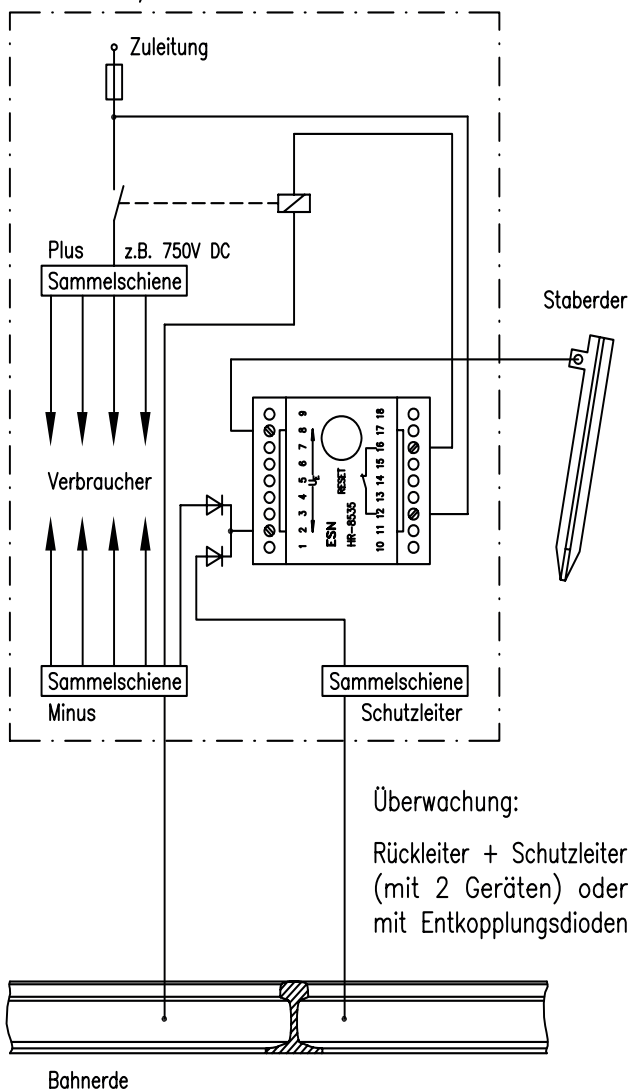 Zuleitung
Plus z.B. 750V DC
Sammelschiene
Staberder
9 8 7 6 5 4 3 2 1
U_E
RESET
ESN
HR-8535
18 17 16 15 14 13 12 11 10
Verbraucher
Sammelschiene
Minus
Sammelschiene
Schutzleiter
Überwachung:
Rückleiter + Schutzleiter
(mit 2 Geräten) oder
mit Entkopplungsdioden
Bahnerde